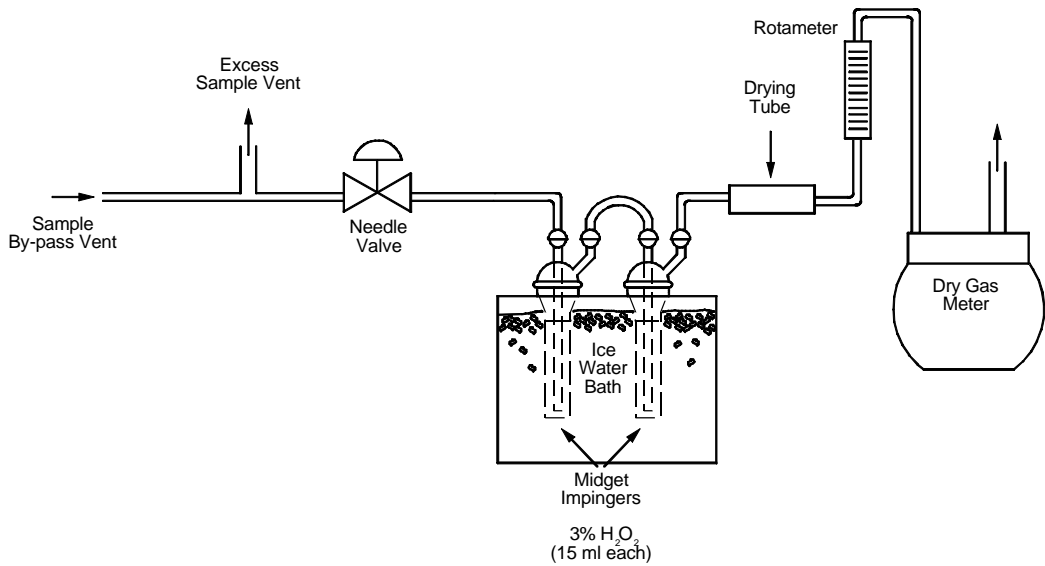 Rotameter
Excess
Sample Vent
Drying
Tube
Sample
By-pass Vent
Needle
Valve
Dry Gas
Meter
Ice
Water
Bath
Midget
Impingers
3% H₂O₂
(15 ml each)